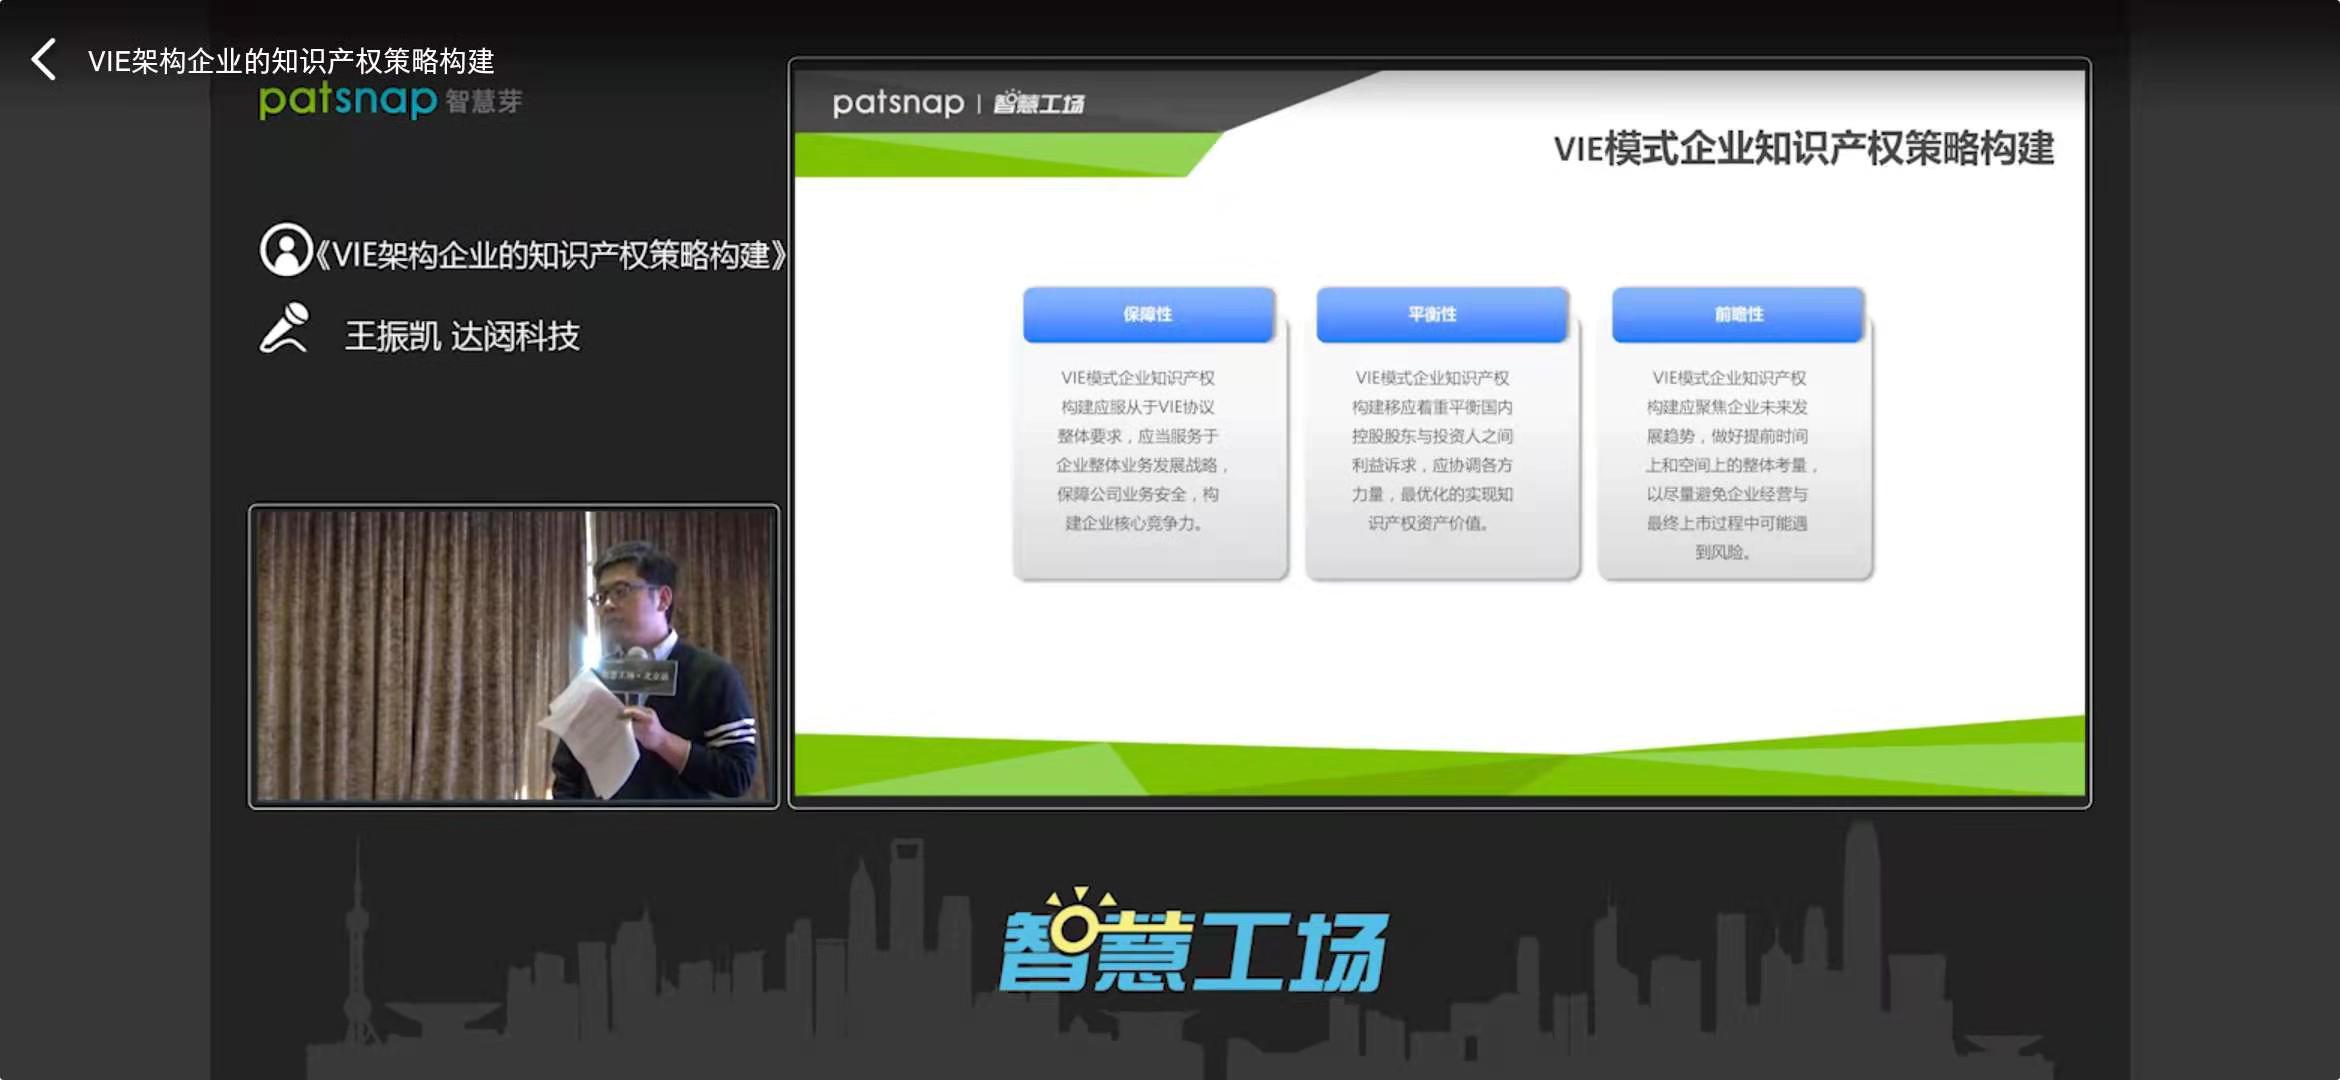 VIE架构企业的知识产权策略构建
patsnap 智慧芽
《VIE架构企业的知识产权策略构建》
王振凯 达闼科技
patsnap | 智慧工场
VIE模式企业知识产权策略构建
保障性
VIE模式企业知识产权
构建应服从于VIE协议
整体要求，应当服务于
企业整体业务发展战略，
保障公司业务安全，构
建企业核心竞争力。
平衡性
VIE模式企业知识产权
构建移应着重平衡国内
控股股东与投资人之间
利益诉求，应协调各方
力量，最优化的实现知
识产权资产价值。
前瞻性
VIE模式企业知识产权
构建应聚焦企业未来发
展趋势，做好提前时间
上和空间上的整体考量，
以尽量避免企业经营与
最终上市过程中可能遇
到风险。
智慧工场·北京站
智慧工场